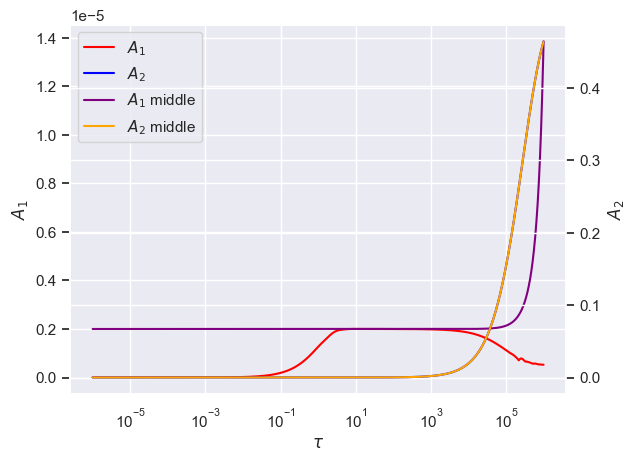 1e−5
A₁
A₂
A₁ middle
A₂ middle
1.4
1.2
1.0
0.8
0.6
0.4
0.2
0.0
A₁
0.4
0.3
0.2
0.1
0.0
A₂
10⁻⁵
10⁻³
10⁻¹
10¹
10³
10⁵
τ